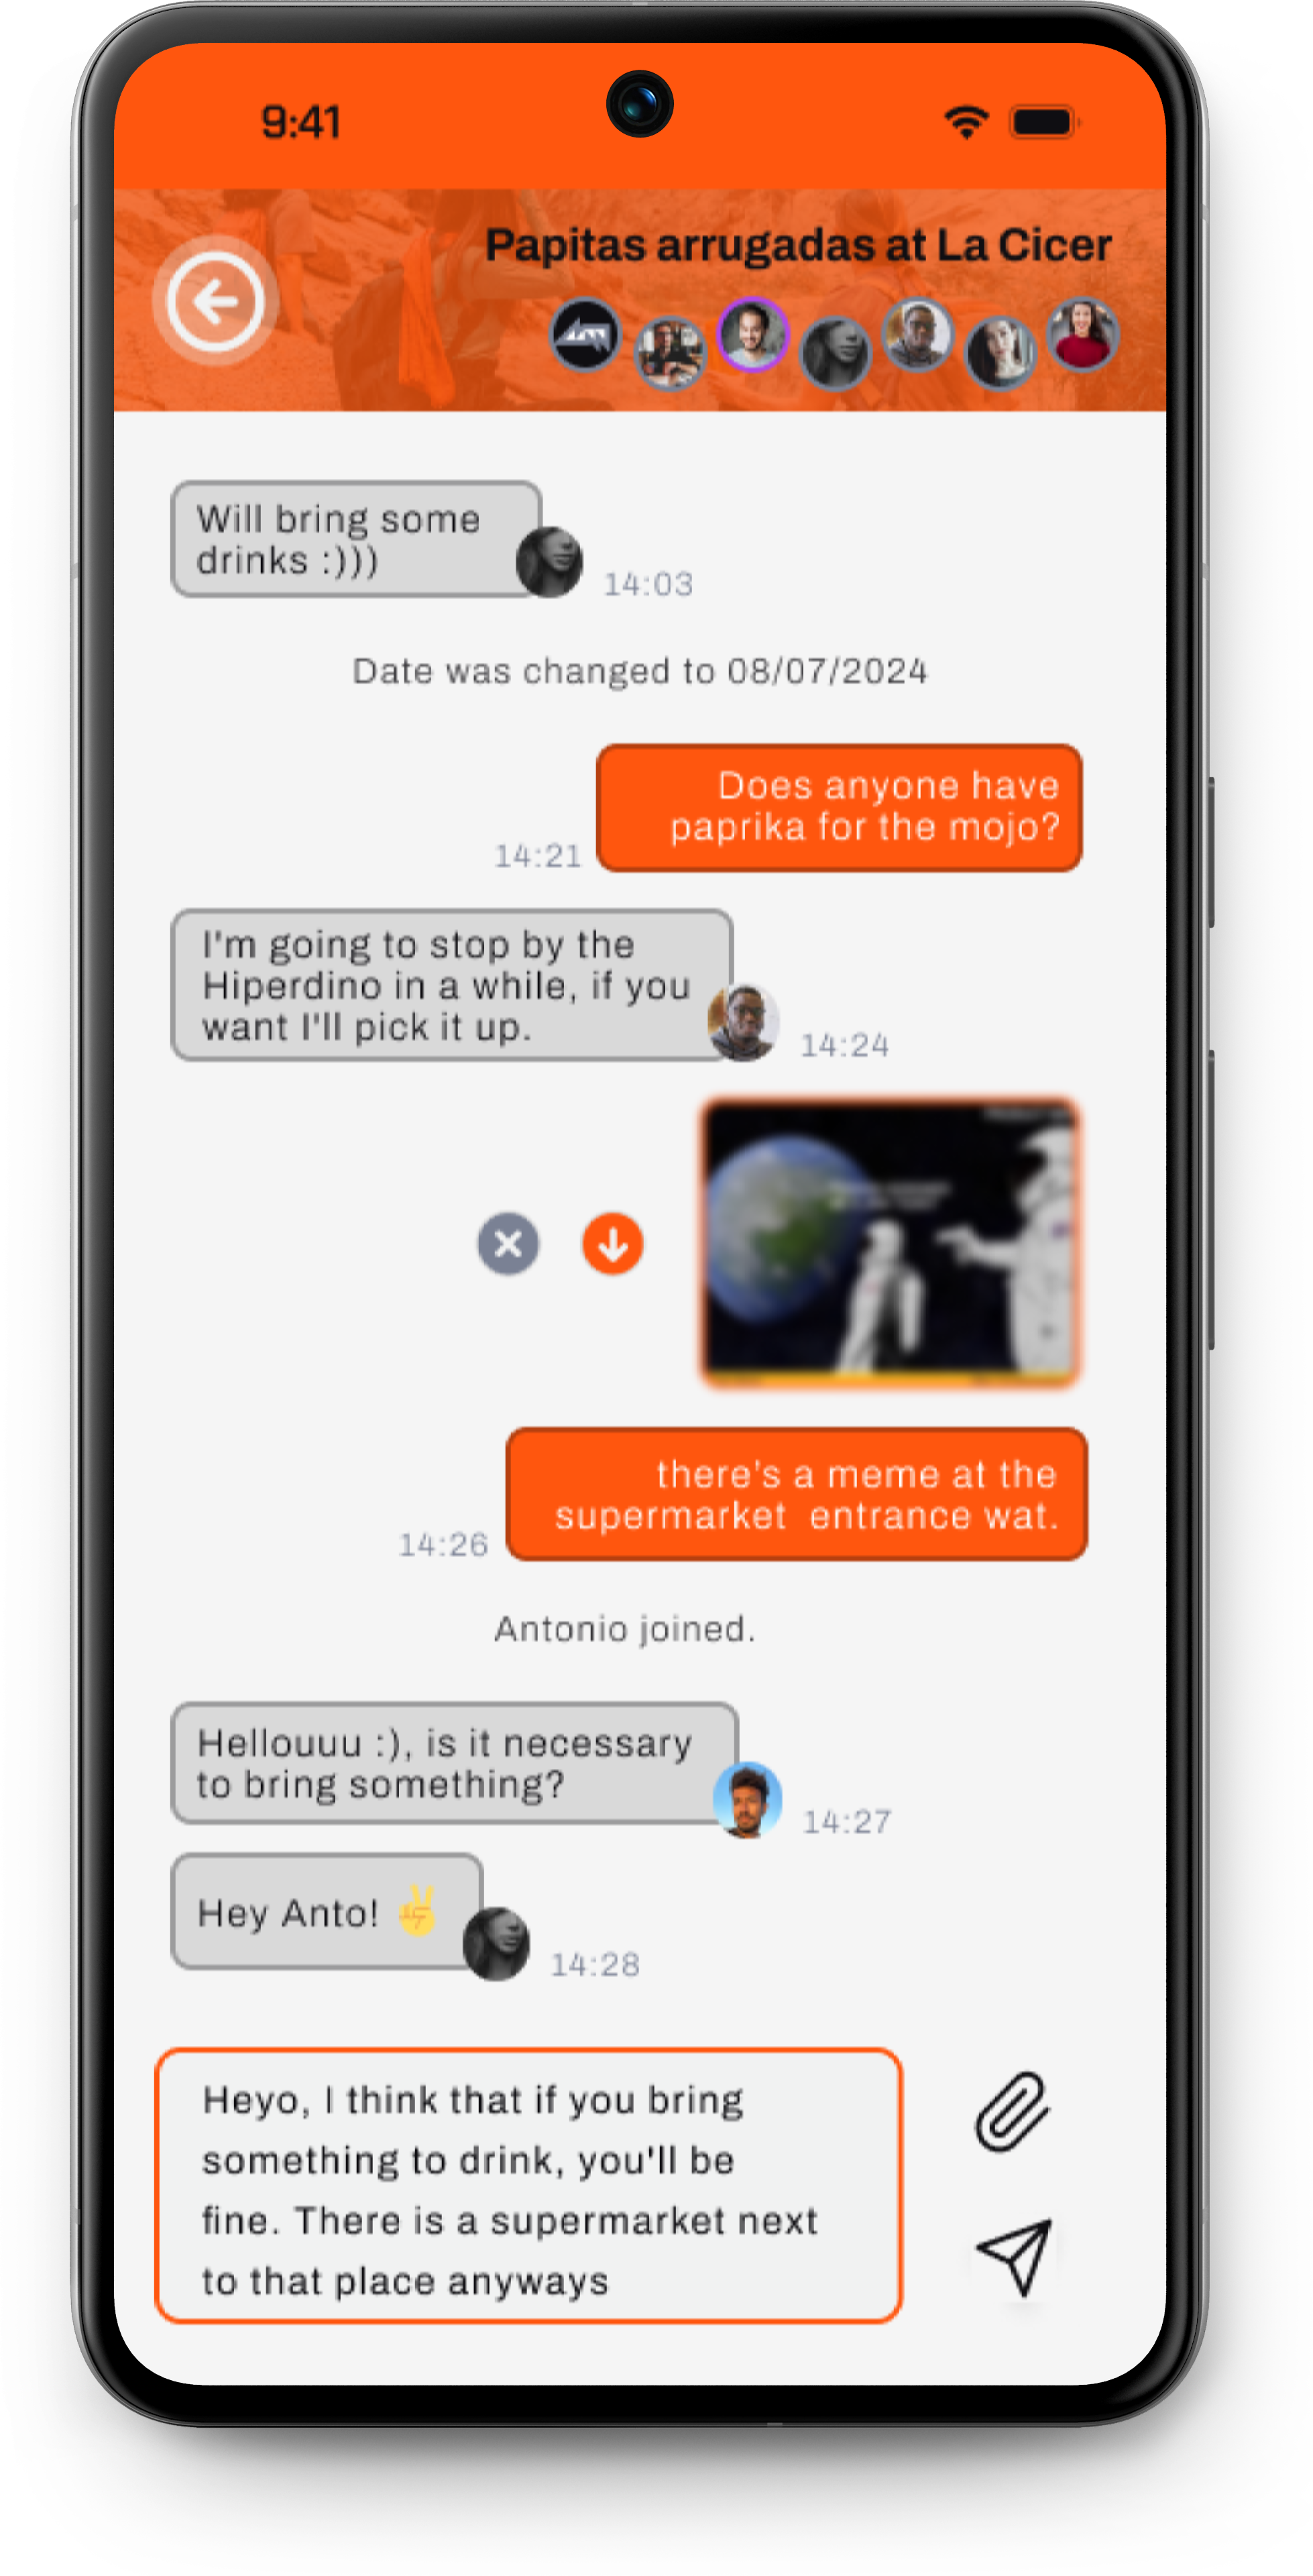 9:41
Papitas arrugadas at La Cicer
Will bring some
drinks :)))
14:03
Date was changed to 08/07/2024
Does anyone have
paprika for the mojo?
14:21
I'm going to stop by the
Hiperdino in a while, if you
want I'll pick it up.
14:24
there's a meme at the
supermarket  entrance wat.
14:26
Antonio joined.
Hellouuu :), is it necessary
to bring something?
14:27
Hey Anto! ✌️
14:28
Heyo, I think that if you bring
something to drink, you'll be
fine. There is a supermarket next
to that place anyways